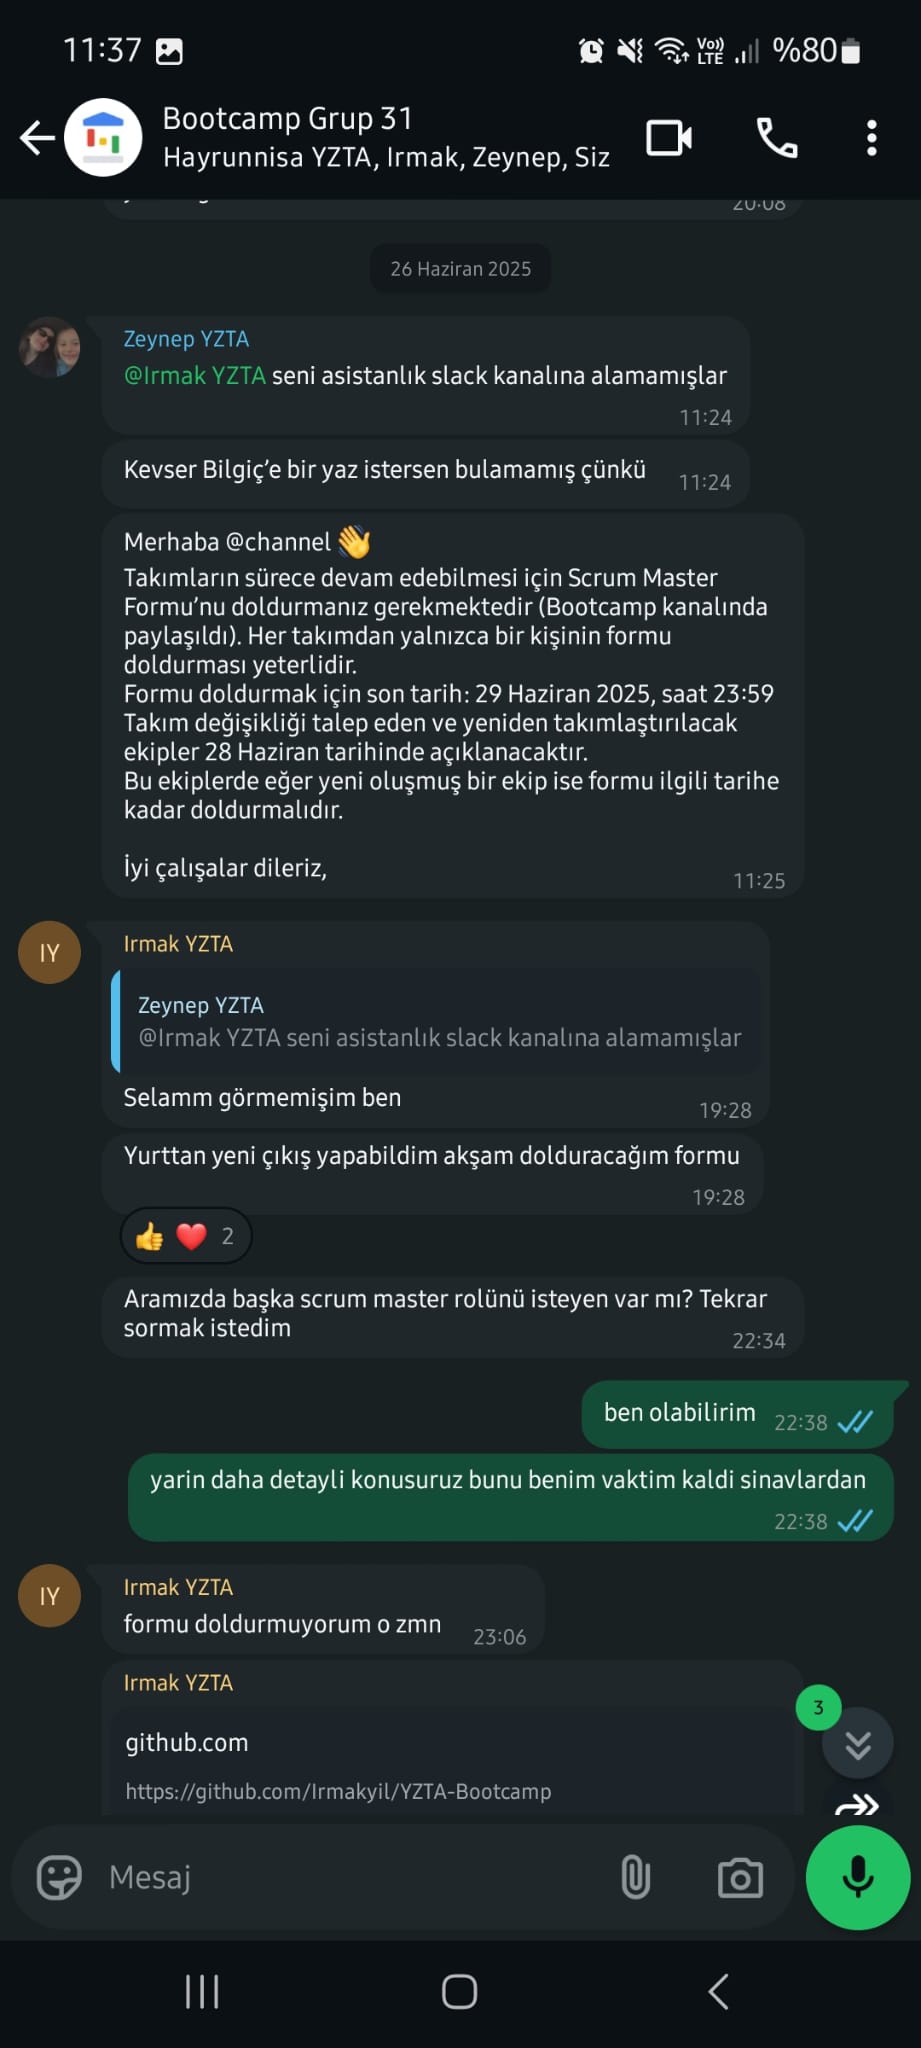 11:37
Vo))
LTE
%80
Bootcamp Grup 31
Hayrunnisa YZTA, Irmak, Zeynep, Siz
20:08
26 Haziran 2025
Zeynep YZTA
@Irmak YZTA seni asistanlık slack kanalına alamamışlar
11:24
Kevser Bilgiç’e bir yaz istersen bulamamış çünkü
11:24
Merhaba @channel 👋
Takımların sürece devam edebilmesi için Scrum Master
Formu’nu doldurmanız gerekmektedir (Bootcamp kanalında
paylaşıldı). Her takımdan yalnızca bir kişinin formu
doldurması yeterlidir.
Formu doldurmak için son tarih: 29 Haziran 2025, saat 23:59
Takım değişikliği talep eden ve yeniden takımlaştırılacak
ekipler 28 Haziran tarihinde açıklanacaktır.
Bu ekiplerde eğer yeni oluşmuş bir ekip ise formu ilgili tarihe
kadar doldurmalıdır.
İyi çalışalar dileriz,
11:25
IY
Irmak YZTA
Zeynep YZTA
@Irmak YZTA seni asistanlık slack kanalına alamamışlar
Selamm görmemişim ben
19:28
Yurttan yeni çıkış yapabildim akşam dolduracağım formu
19:28
👍 ❤️ 2
Aramızda başka scrum master rolünü isteyen var mı? Tekrar
sormak istedim
22:34
ben olabilirim
22:38
yarin daha detayli konusuruz bunu benim vaktim kaldi sinavlardan
22:38
IY
Irmak YZTA
formu doldurmuyorum o zmn
23:06
Irmak YZTA
3
github.com
https://github.com/Irmakyil/YZTA-Bootcamp
Mesaj